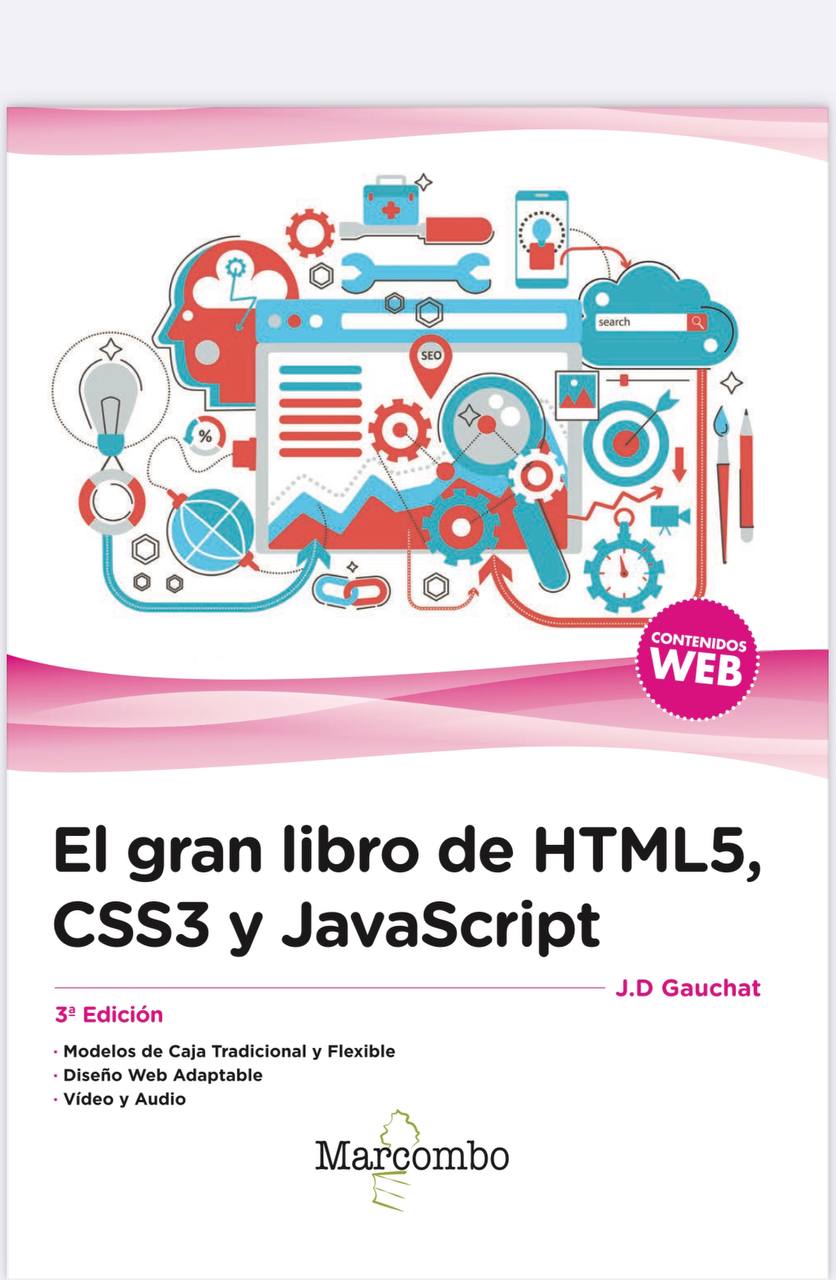 search
SEO
%
CONTENIDOS
WEB
El gran libro de HTML5,
CSS3 y JavaScript
J.D Gauchat
3ª Edición
· Modelos de Caja Tradicional y Flexible
· Diseño Web Adaptable
· Vídeo y Audio
Marcombo